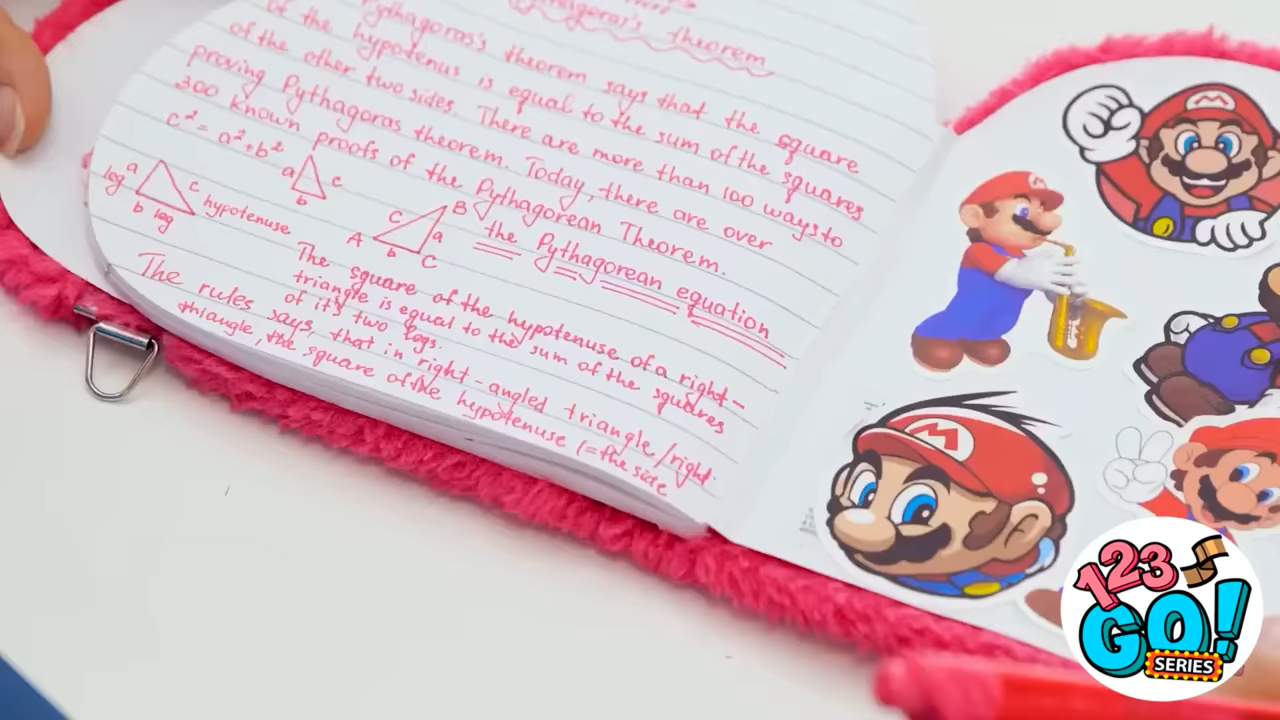 Pythagoras's theorem
Pythagoras's theorem says that the square
of the hypotenus is equal to the sum of the squares
of the other two sides. There are more than 100 ways to
proving Pythagoras theorem. Today, there are over
300 known proofs of the Pythagorean Theorem.
c² = a² + b²
a c b
a c b
leg leg hypotenuse
A B C
c a b
the Pythagorean equation
The square of the hypotenuse of a right-
triangle is equal to the sum of the squares
of it's two legs.
The rules says, that in right-angled triangle/right-
thiangle, the square of the hypotenuse (=the side
M
M
123
GO!
SERIES